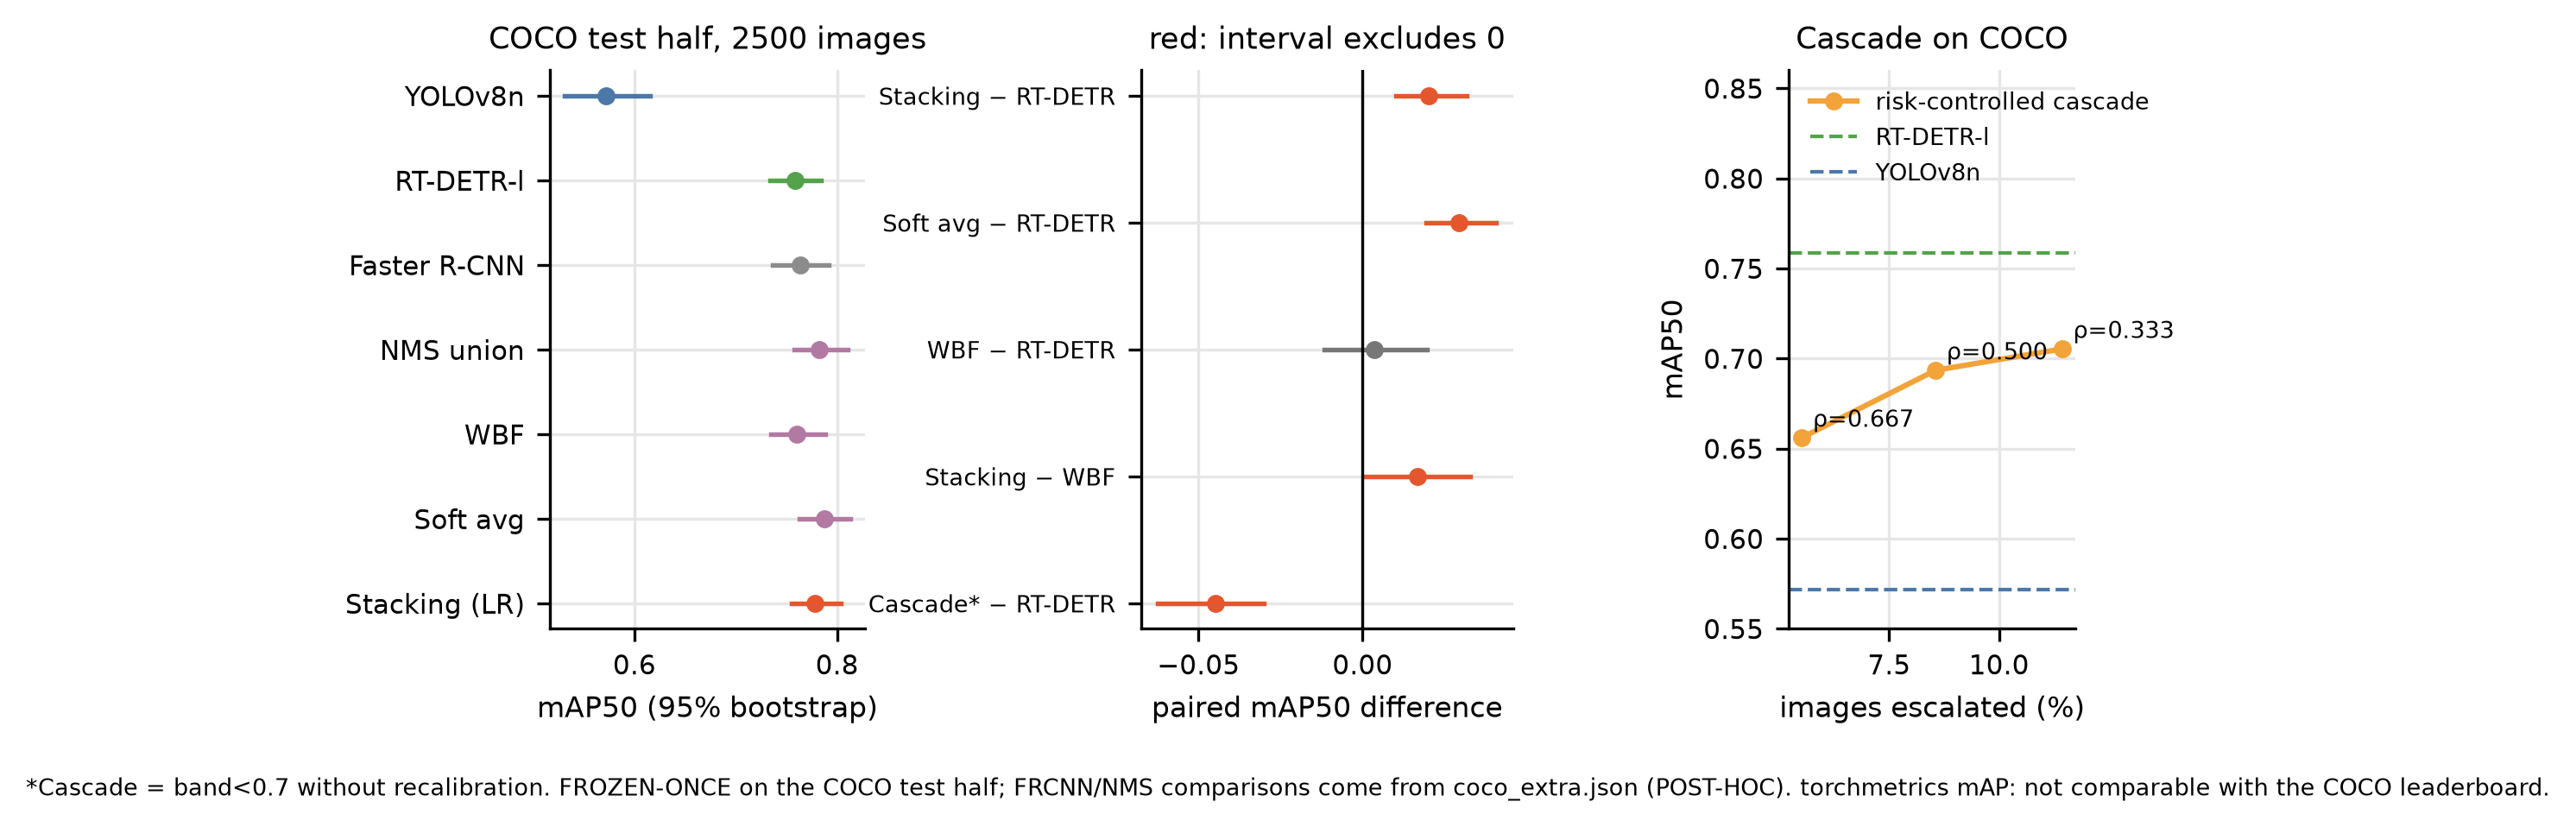 COCO test half, 2500 images
YOLOv8n
RT-DETR-l
Faster R-CNN
NMS union
WBF
Soft avg
Stacking (LR)
0.6
0.8
mAP50 (95% bootstrap)
red: interval excludes 0
Stacking − RT-DETR
Soft avg − RT-DETR
WBF − RT-DETR
Stacking − WBF
Cascade* − RT-DETR
−0.05
0.00
paired mAP50 difference
Cascade on COCO
mAP50
0.85
0.80
0.75
0.70
0.65
0.60
0.55
risk-controlled cascade
RT-DETR-l
YOLOv8n
ρ=0.333
ρ=0.500
ρ=0.667
7.5
10.0
images escalated (%)
*Cascade = band<0.7 without recalibration. FROZEN-ONCE on the COCO test half; FRCNN/NMS comparisons come from coco_extra.json (POST-HOC). torchmetrics mAP: not comparable with the COCO leaderboard.